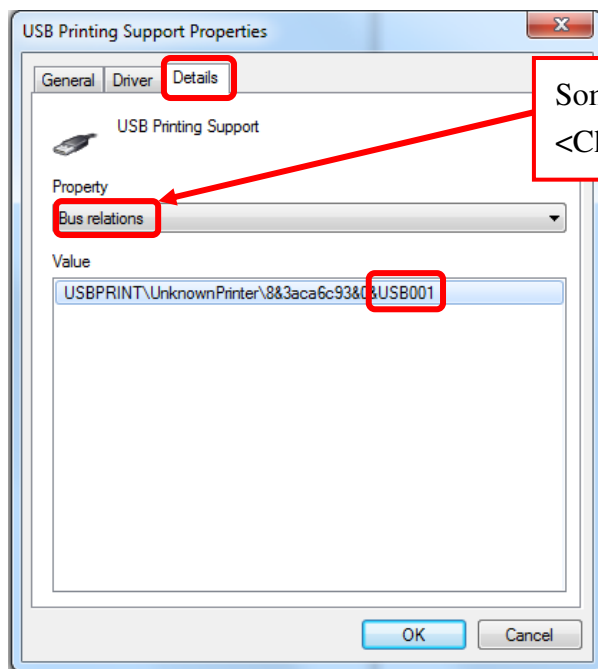 USB Printing Support Properties
General Driver Details
USB Printing Support
Property
Bus relations
Value
USBPRINT\UnknownPrinter\8&3aca6c93&0&USB001
OK Cancel